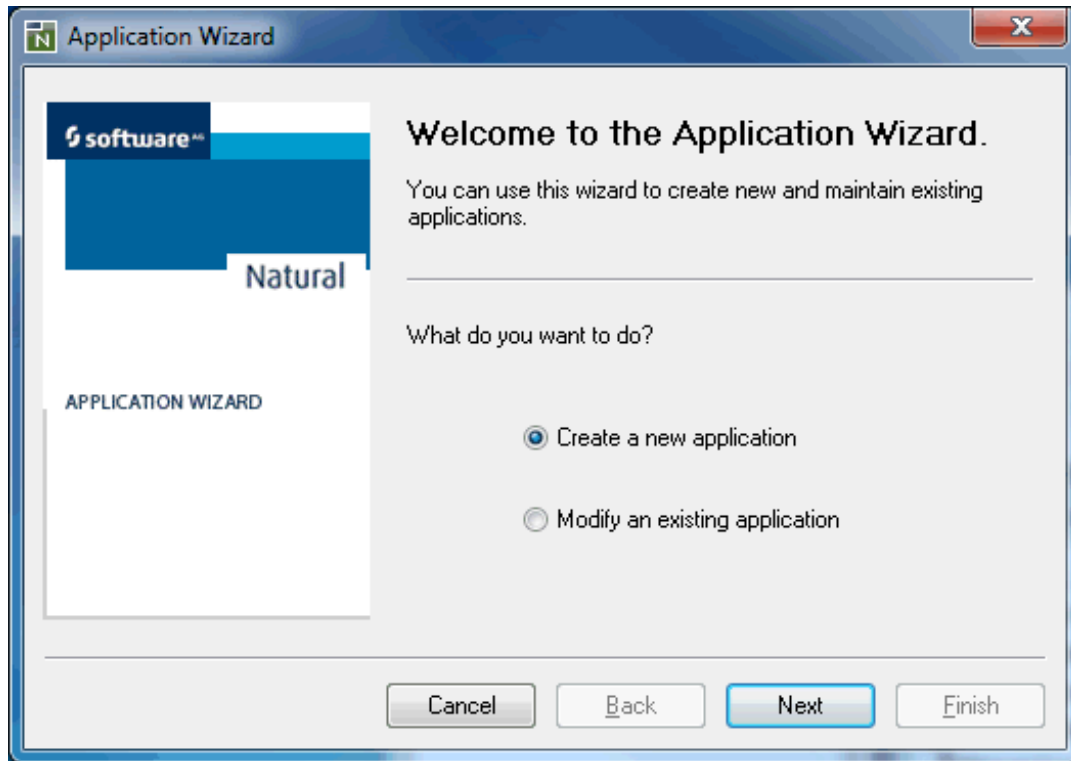 Application Wizard
software AG
Welcome to the Application Wizard.
You can use this wizard to create new and maintain existing
applications.
Natural
What do you want to do?
APPLICATION WIZARD
Create a new application
Modify an existing application
Cancel
Back
Next
Finish